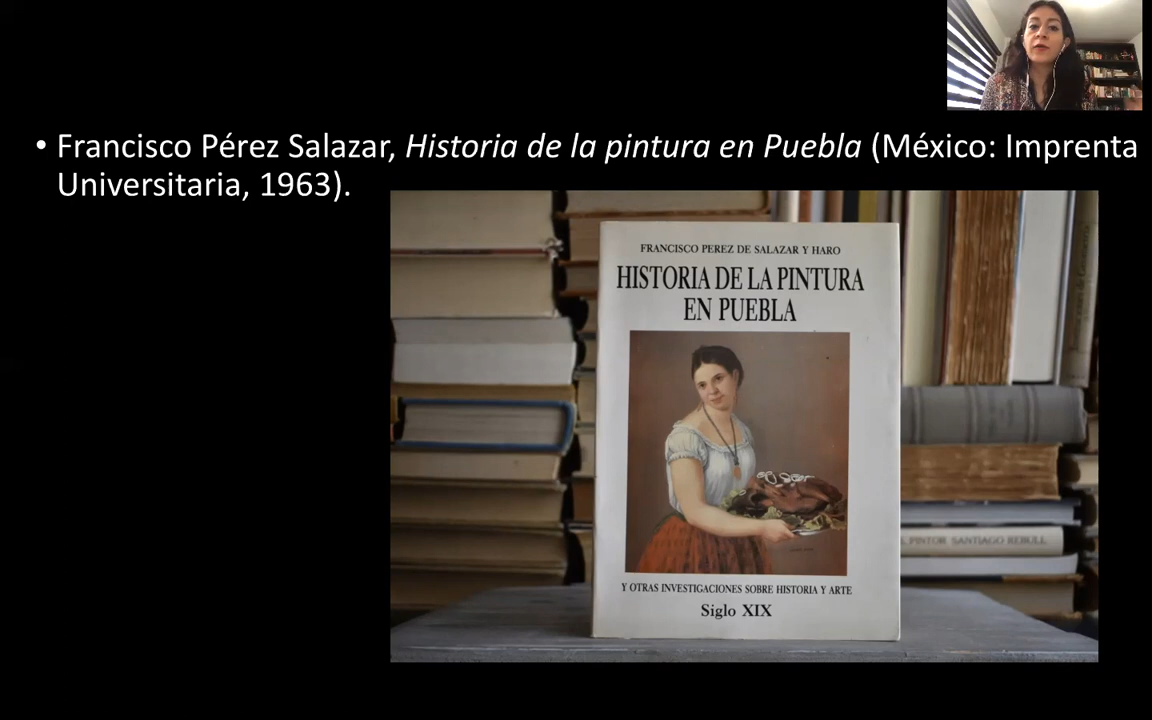 • Francisco Pérez Salazar, Historia de la pintura en Puebla (México: Imprenta
Universitaria, 1963).
FRANCISCO PEREZ DE SALAZAR Y HARO
HISTORIA DE LA PINTURA
EN PUEBLA
Y OTRAS INVESTIGACIONES SOBRE HISTORIA Y ARTE
Siglo XIX
PINTOR SANTIAGO REBULL